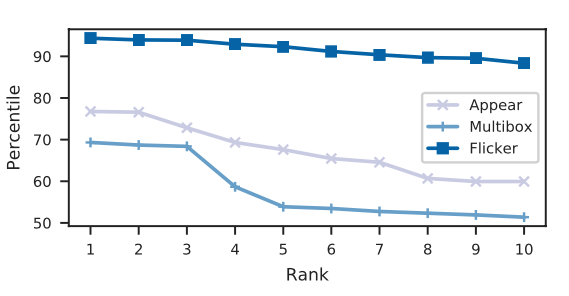 Percentile
90
80
70
60
50
Appear
Multibox
Flicker
1 2 3 4 5 6 7 8 9 10
Rank